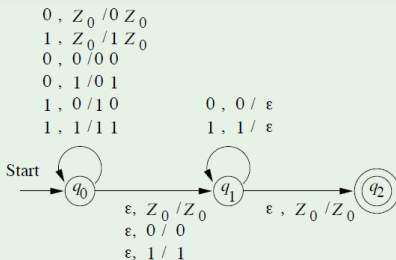 0 , Z₀ / 0 Z₀
1 , Z₀ / 1 Z₀
0 , 0 / 0 0
0 , 1 / 0 1
1 , 0 / 1 0
1 , 1 / 1 1
0 , 0 / ε
1 , 1 / ε
Start
q₀
q₁
q₂
ε, Z₀ / Z₀
ε, 0 / 0
ε, 1 / 1
ε , Z₀ / Z₀